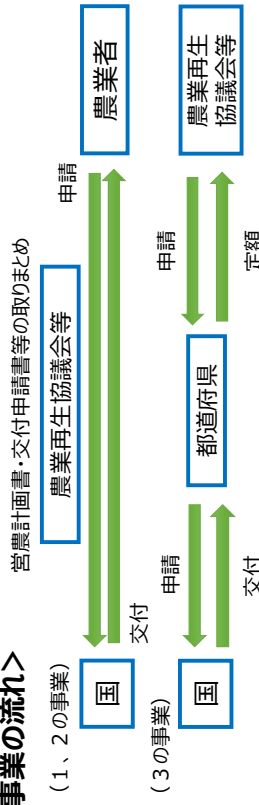 事業の流れ>
(1、2の事業)
営農計画書・交付申請書等の取りまとめ
国
農業再生協議会等
農業者
申請
交付
(3の事業)
国
申請
交付
都道府県
申請
定額
農業再生
協議会等